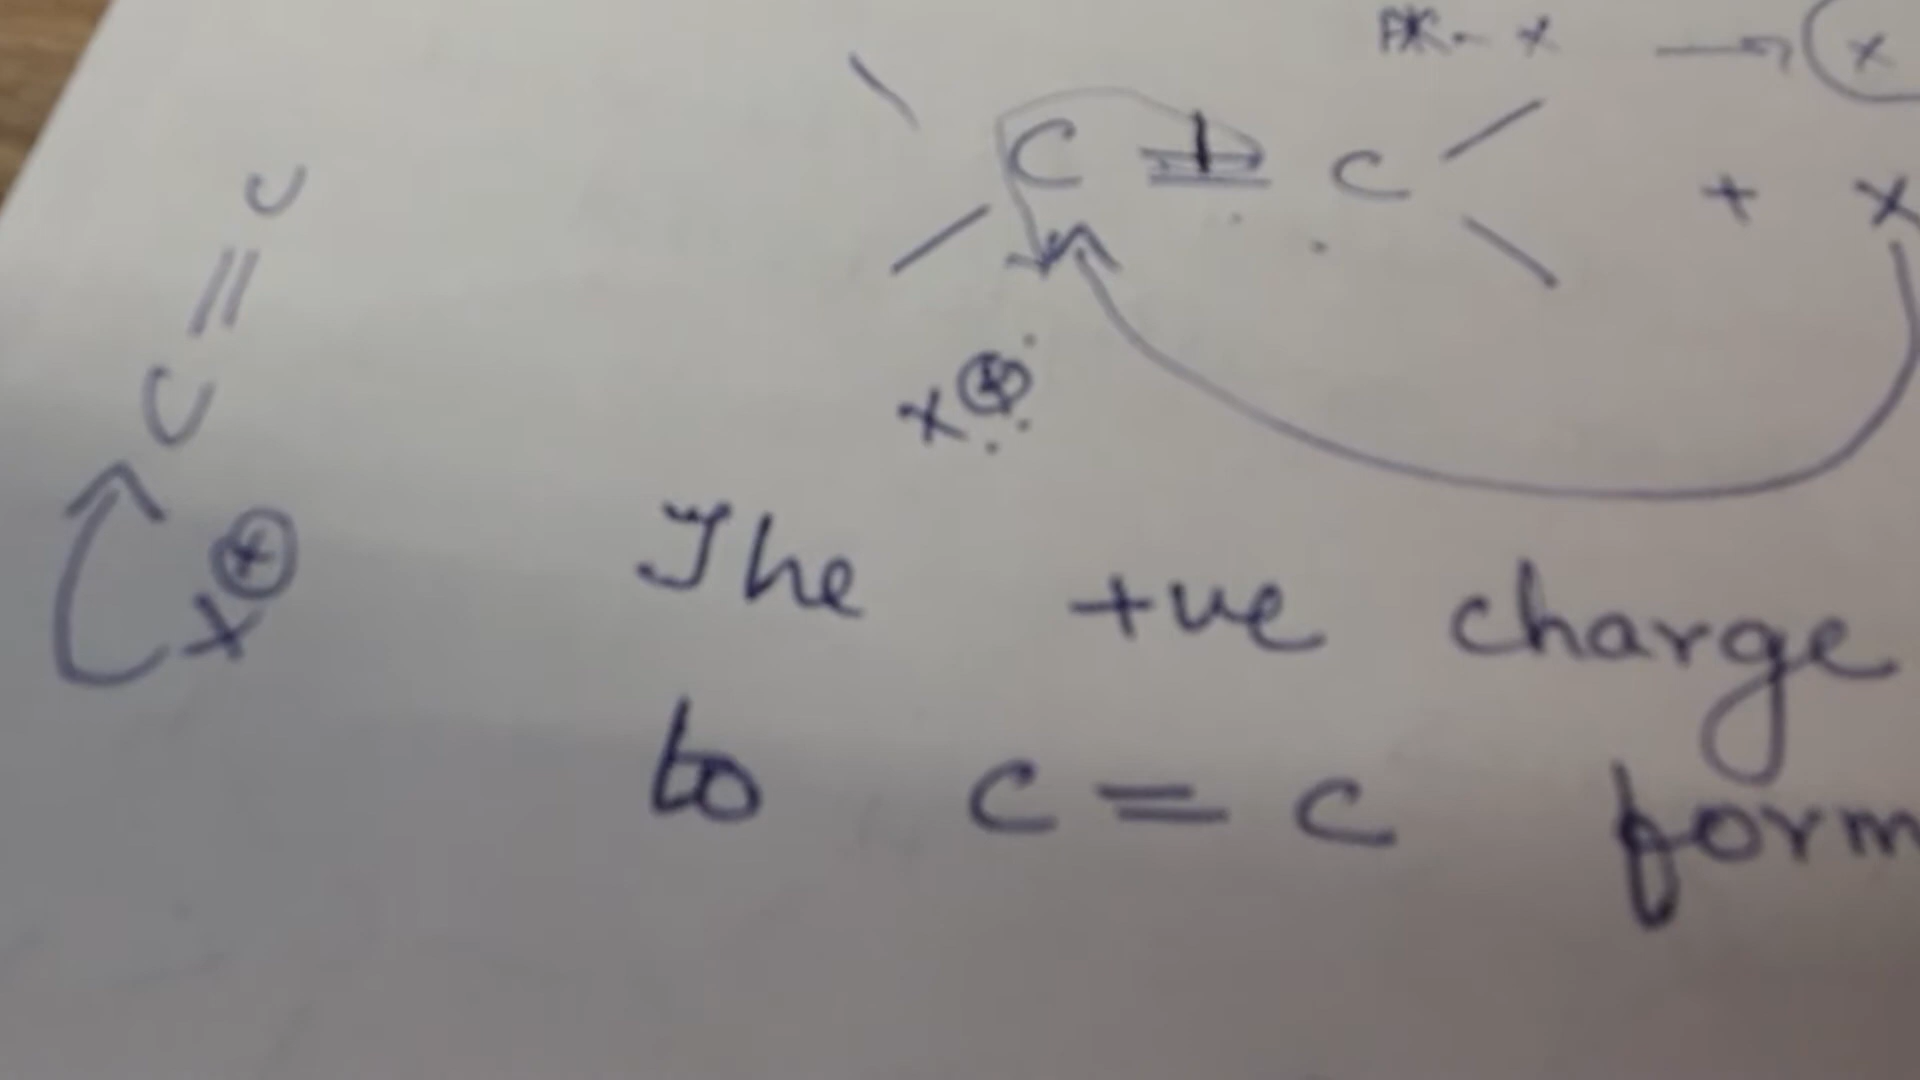 X → X
C = C + X
X⊕
C
=
C
X⊕
The +ve charge
to C = C form